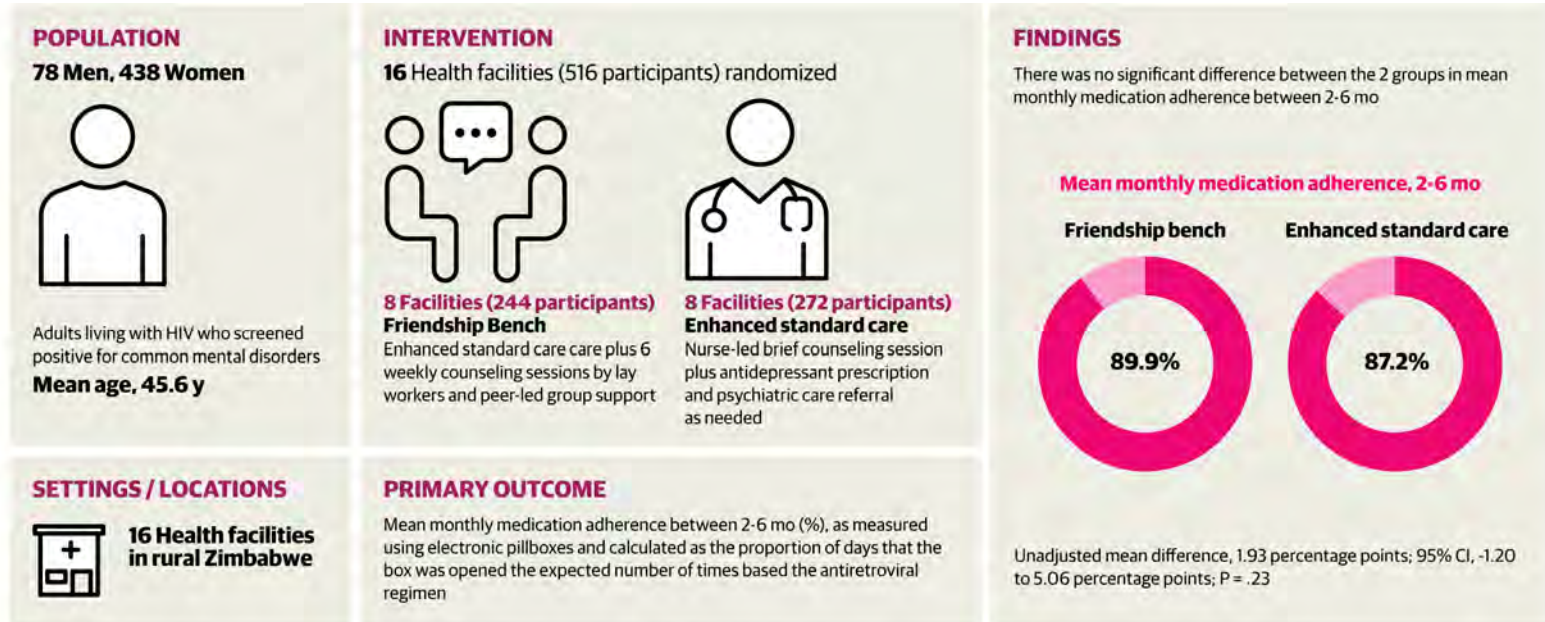 POPULATION
78 Men, 438 Women
Adults living with HIV who screened
positive for common mental disorders
Mean age, 45.6 y
INTERVENTION
16 Health facilities (516 participants) randomized
8 Facilities (244 participants)
Friendship Bench
Enhanced standard care care plus 6
weekly counseling sessions by lay
workers and peer-led group support
8 Facilities (272 participants)
Enhanced standard care
Nurse-led brief counseling session
plus antidepressant prescription
and psychiatric care referral
as needed
SETTINGS / LOCATIONS
16 Health facilities
in rural Zimbabwe
PRIMARY OUTCOME
Mean monthly medication adherence between 2-6 mo (%), as measured
using electronic pillboxes and calculated as the proportion of days that the
box was opened the expected number of times based the antiretroviral
regimen
FINDINGS
There was no significant difference between the 2 groups in mean
monthly medication adherence between 2-6 mo
Mean monthly medication adherence, 2-6 mo
Friendship bench
Enhanced standard care
89.9%
87.2%
Unadjusted mean difference, 1.93 percentage points; 95% CI, -1.20
to 5.06 percentage points; P = .23